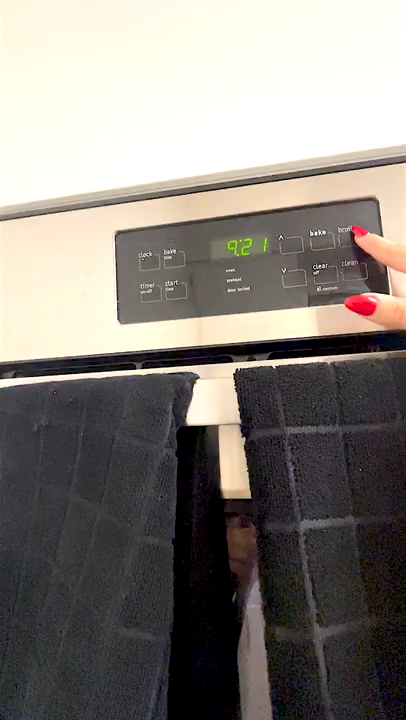 clock
bake
time
9:21
^
bake
broil
timer
on-off
start
time
oven
preheat
door locked
v
clear
off
clean